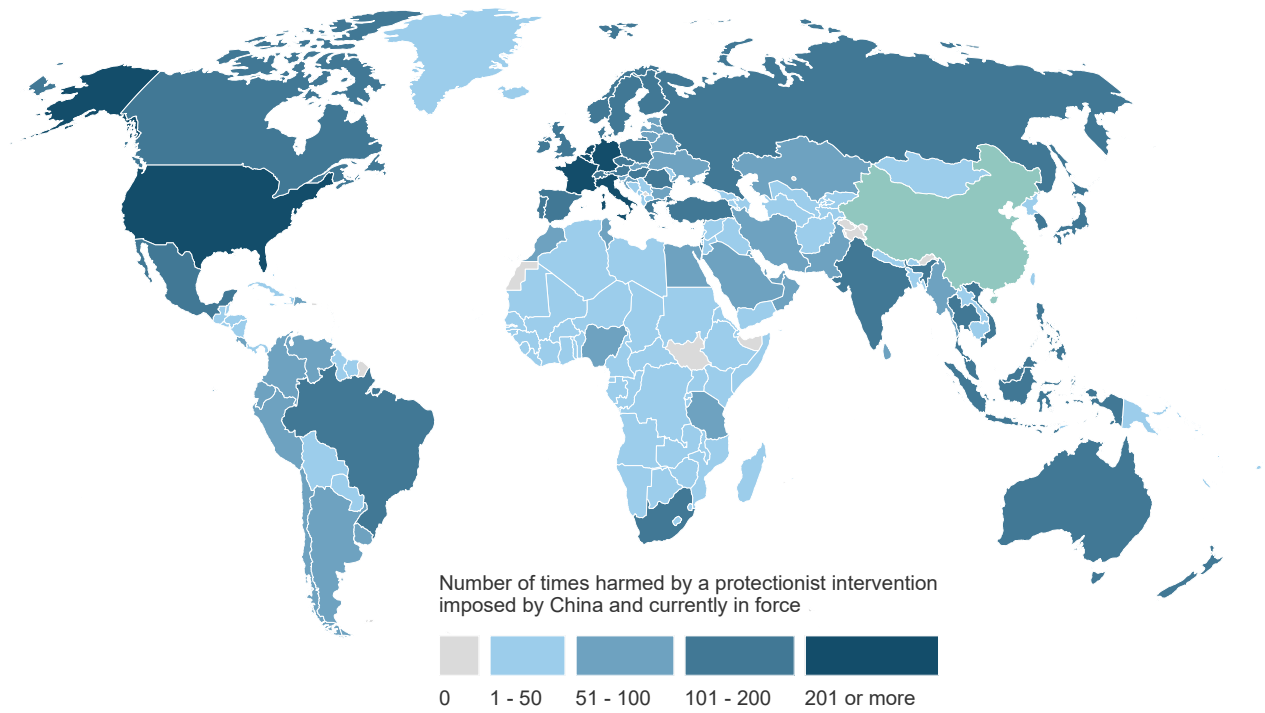 Number of times harmed by a protectionist intervention
imposed by China and currently in force
0 1 - 50 51 - 100 101 - 200 201 or more